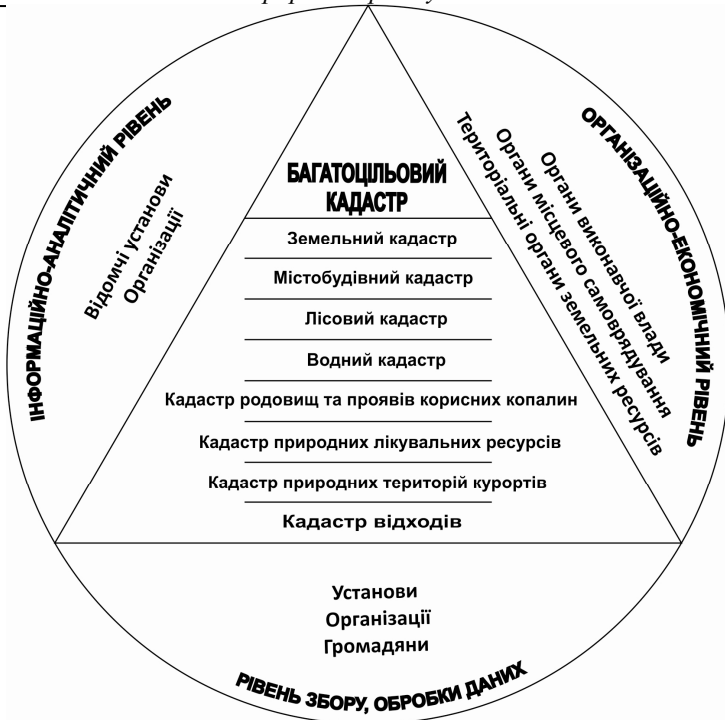 БАГАТОЦІЛЬОВИЙ
КАДАСТР
Земельний кадастр
Містобудівний кадастр
Лісовий кадастр
Водний кадастр
Кадастр родовищ та проявів корисних копалин
Кадастр природних лікувальних ресурсів
Кадастр природних територій курортів
Кадастр відходів
ІНФОРМАЦІЙНО-АНАЛІТИЧНИЙ РІВЕНЬ
Відомчі установи
Організації
ОРГАНІЗАЦІЙНО-ЕКОНОМІЧНИЙ РІВЕНЬ
Органи виконавчої влади
Органи місцевого самоврядування
Територіальні органи земельних ресурсів
Установи
Організації
Громадяни
РІВЕНЬ ЗБОРУ, ОБРОБКИ ДАНИХ